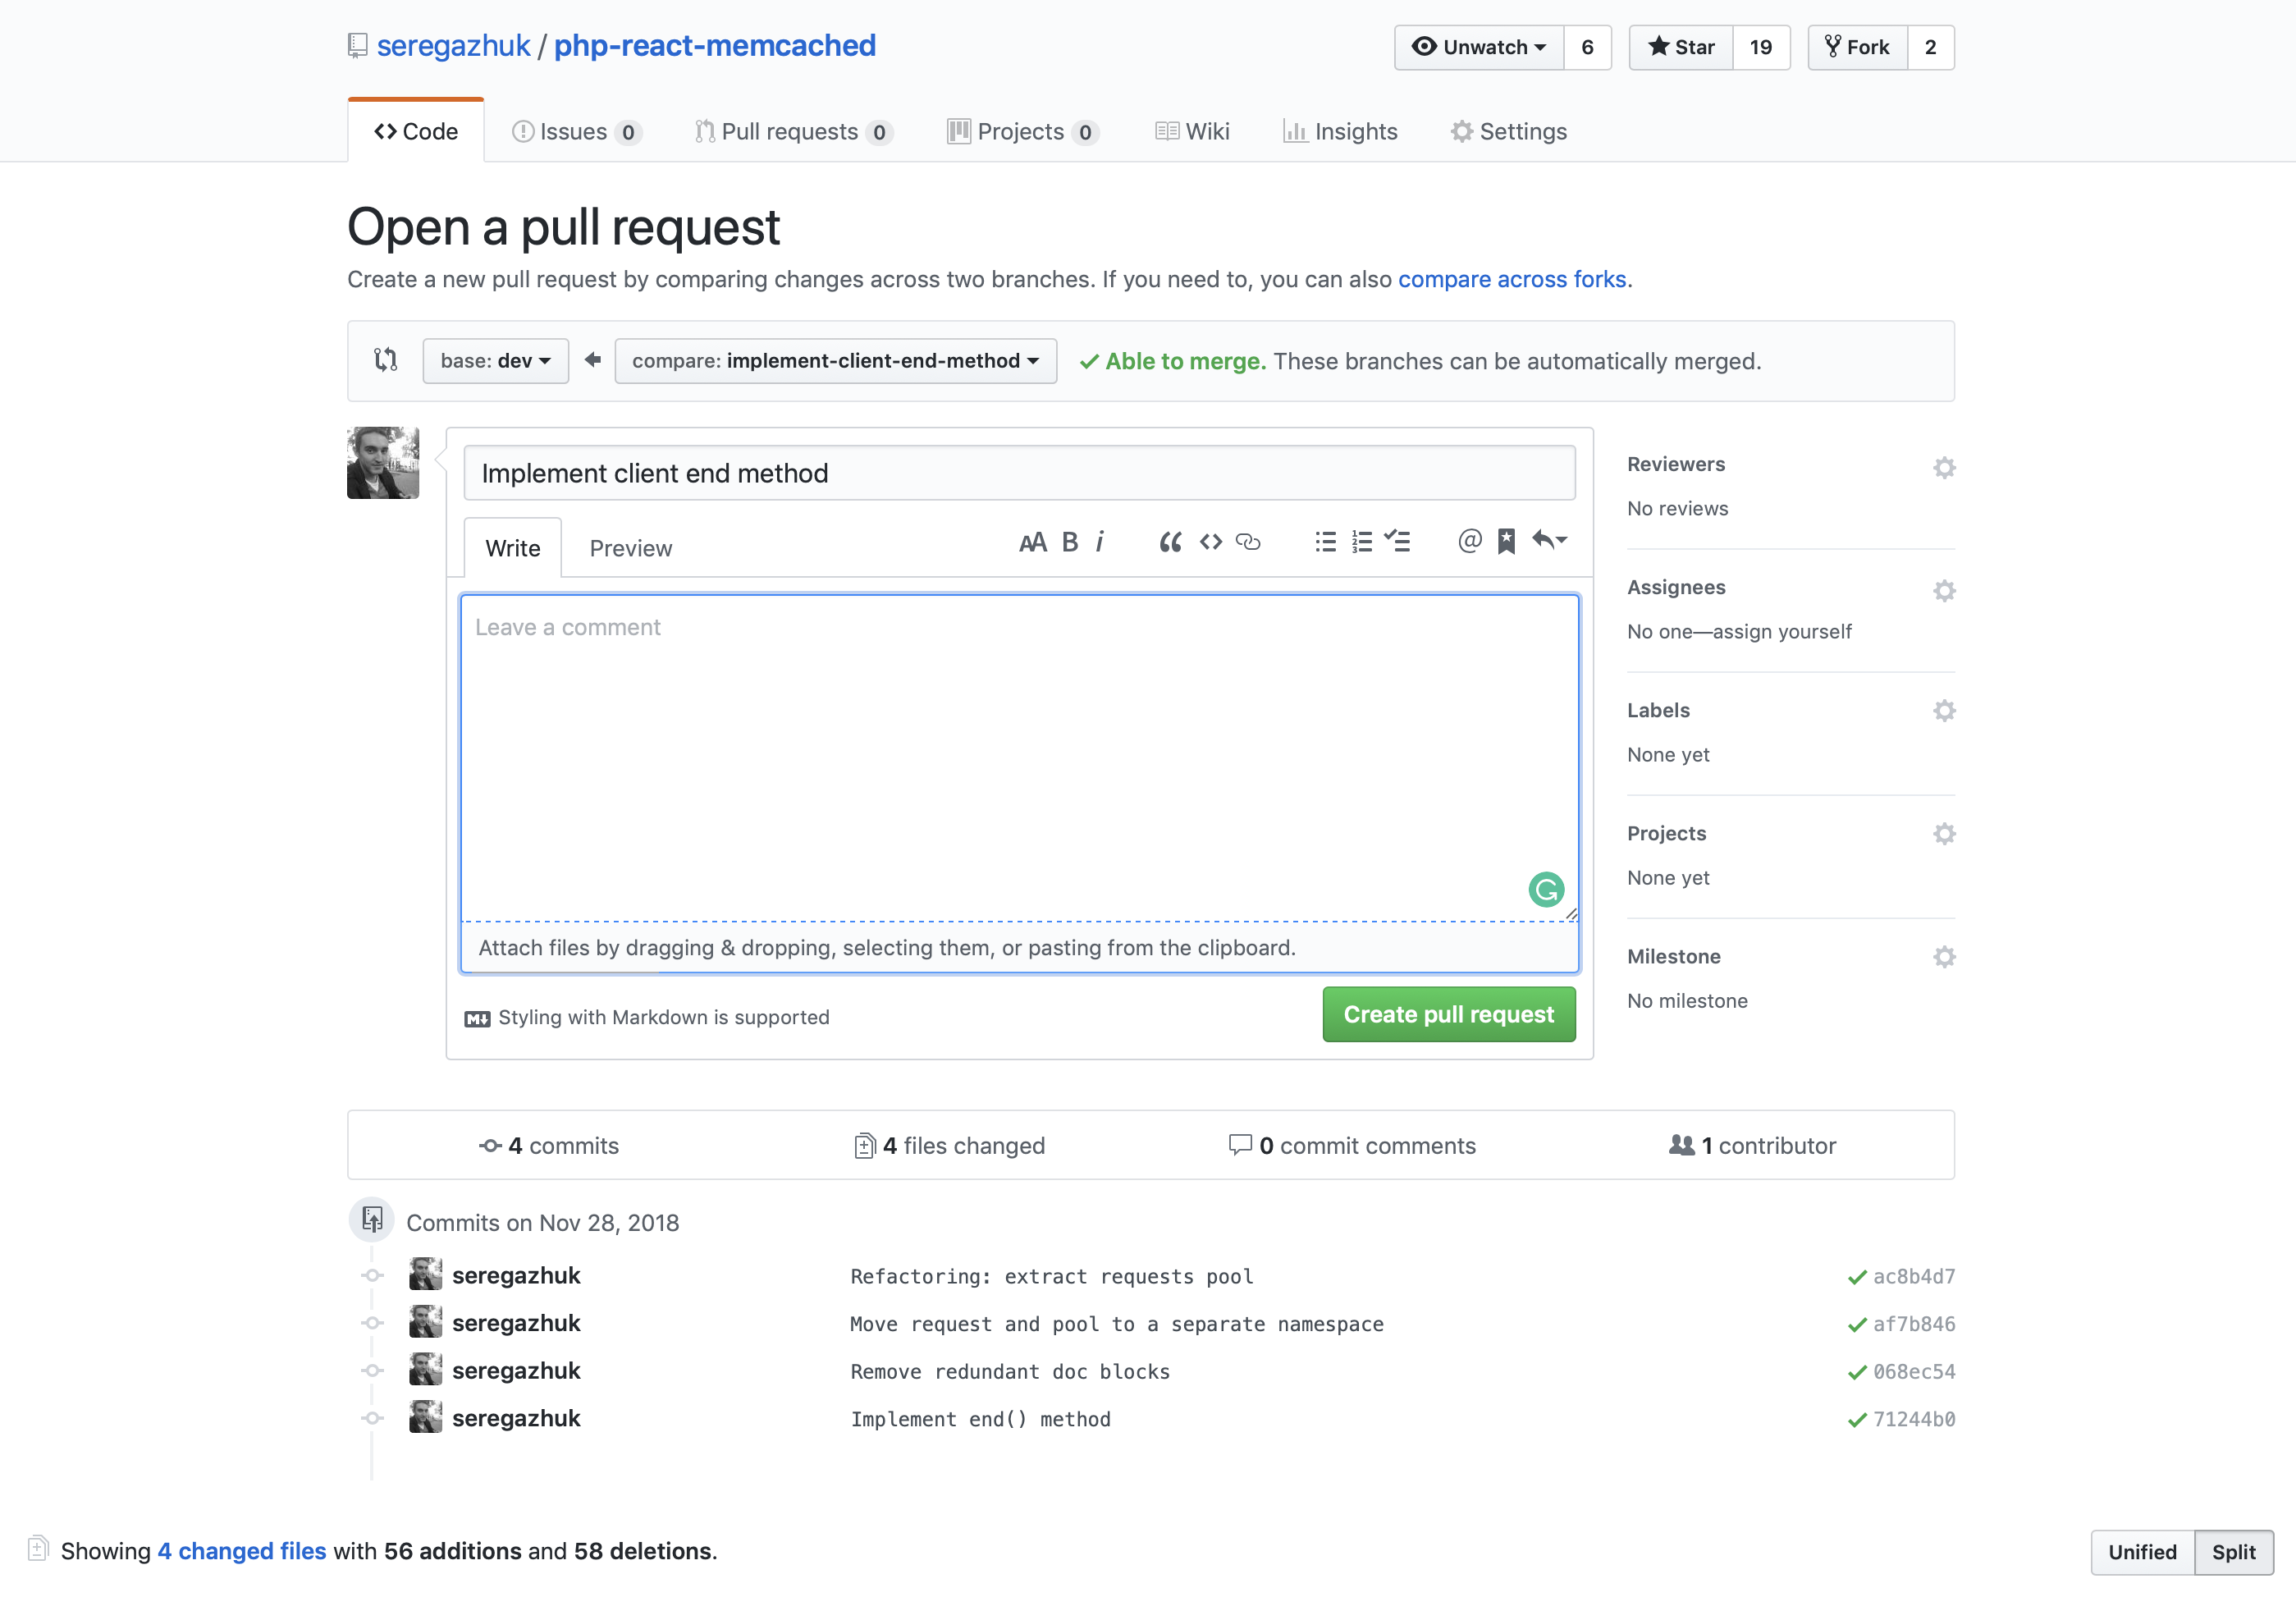 seregazhuk / php-react-memcached
Unwatch 6 Star 19 Fork 2
Code Issues 0 Pull requests 0 Projects 0 Wiki Insights Settings
Open a pull request
Create a new pull request by comparing changes across two branches. If you need to, you can also compare across forks.
base: dev compare: implement-client-end-method Able to merge. These branches can be automatically merged.
Implement client end method
Write Preview
Leave a comment
Attach files by dragging & dropping, selecting them, or pasting from the clipboard.
Styling with Markdown is supported
Create pull request
Reviewers
No reviews
Assignees
No one—assign yourself
Labels
None yet
Projects
None yet
Milestone
No milestone
4 commits 4 files changed 0 commit comments 1 contributor
Commits on Nov 28, 2018
seregazhuk Refactoring: extract requests pool ac8b4d7
seregazhuk Move request and pool to a separate namespace af7b846
seregazhuk Remove redundant doc blocks 068ec54
seregazhuk Implement end() method 71244b0
Showing 4 changed files with 56 additions and 58 deletions.
Unified Split